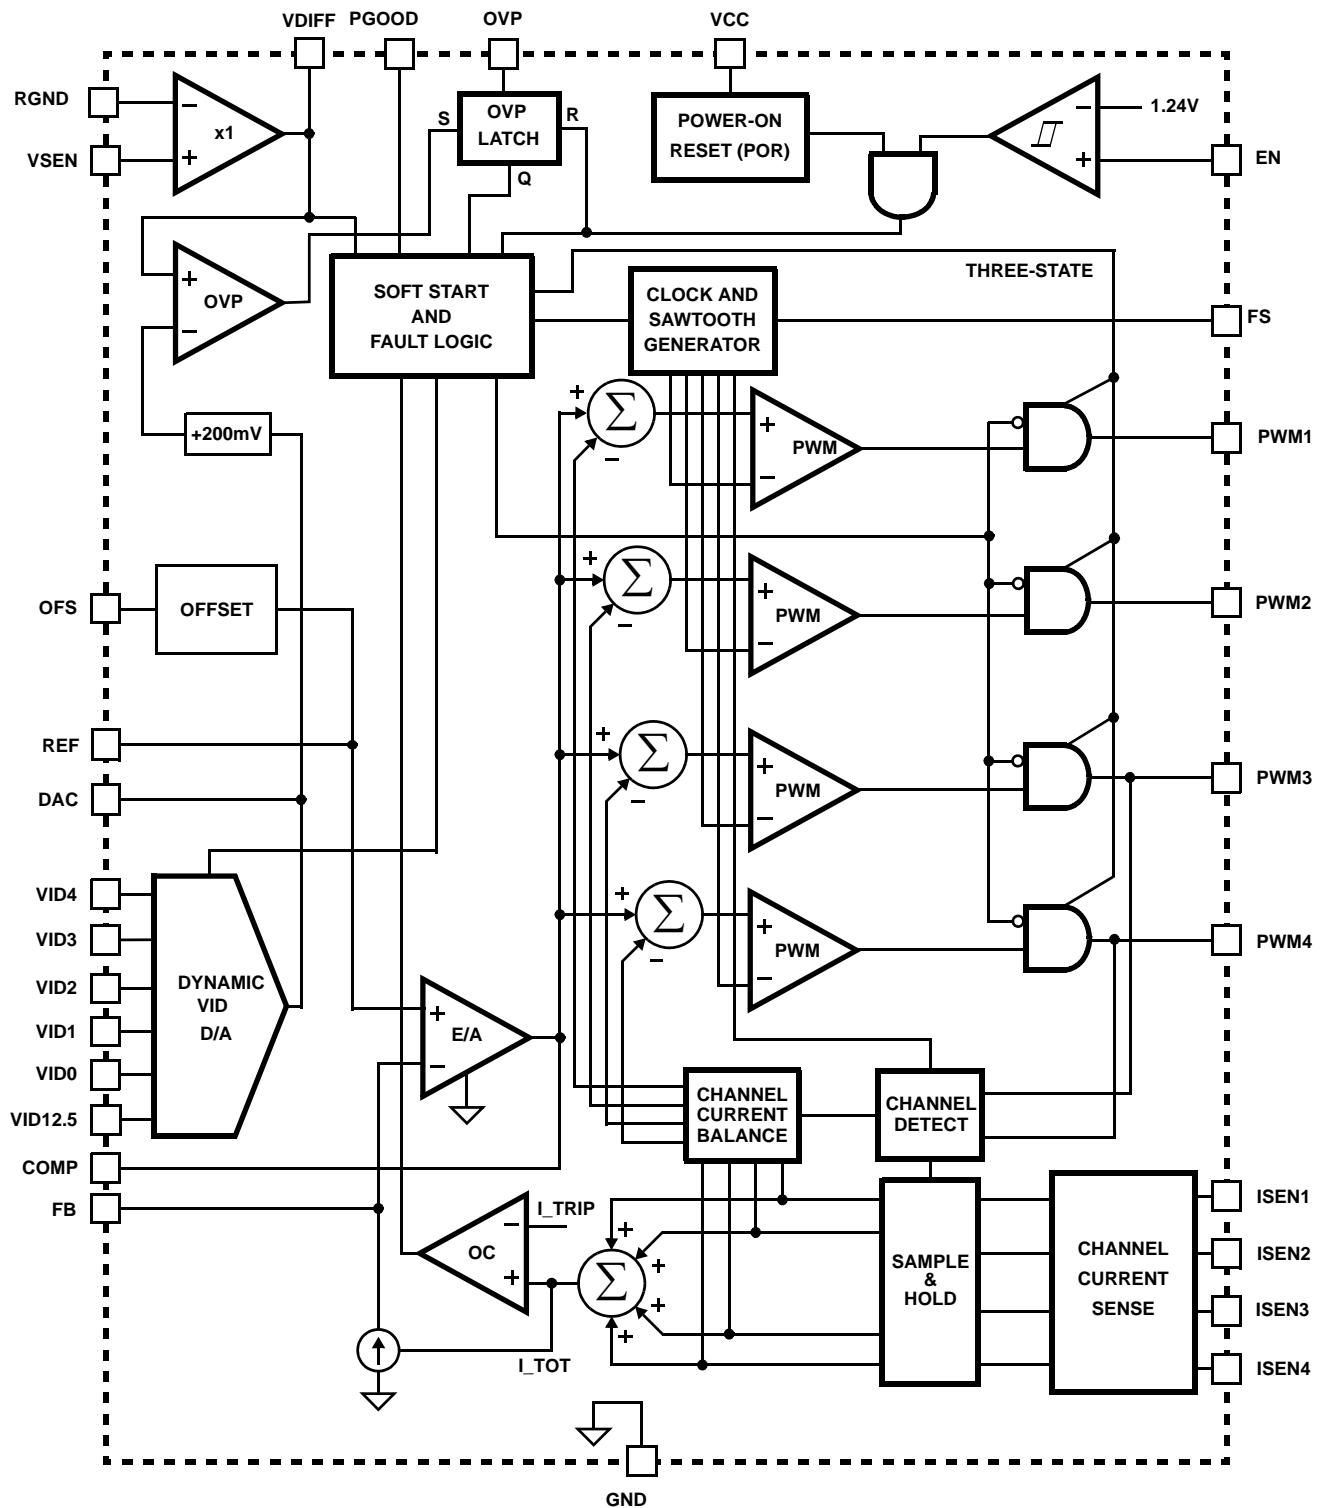 VDIFF PGOOD OVP VCC
RGND
VSEN
−
x1
+
S
OVP
LATCH
R
Q
POWER-ON
RESET (POR)
−
1.24V
+
EN
+
OVP
−
SOFT START
AND
FAULT LOGIC
CLOCK AND
SAWTOOTH
GENERATOR
THREE-STATE
FS
+200mV
+
Σ
−
+
PWM
−
PWM1
OFS
OFFSET
+
Σ
−
+
PWM
−
PWM2
REF
DAC
+
Σ
−
+
PWM
−
PWM3
VID4
VID3
VID2
VID1
VID0
VID12.5
DYNAMIC
VID
D/A
+
Σ
−
+
PWM
−
PWM4
+
E/A
−
COMP
FB
CHANNEL
CURRENT
BALANCE
CHANNEL
DETECT
I_TRIP
−
OC
+
I_TOT
+
+
Σ
+
+
SAMPLE
&
HOLD
CHANNEL
CURRENT
SENSE
ISEN1
ISEN2
ISEN3
ISEN4
GND